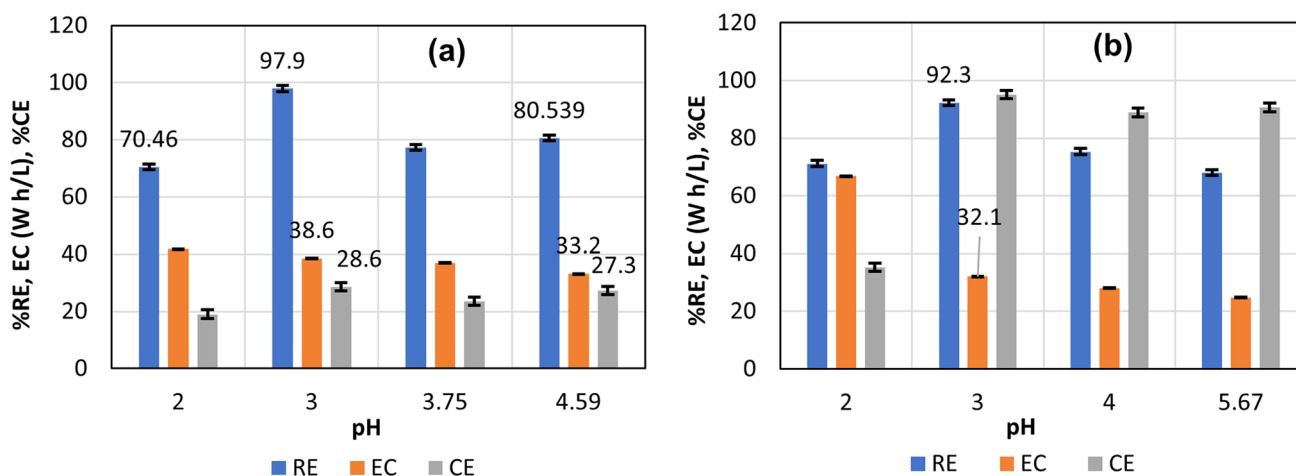 (a)
%RE, EC (W h/L), %CE
120
100
80
60
40
20
0
70.46
97.9
38.6
28.6
80.539
33.2
27.3
2 3 3.75 4.59
pH
RE EC CE
(b)
%RE, EC (W h/L), %CE
120
100
80
60
40
20
0
92.3
32.1
2 3 4 5.67
pH
RE EC CE